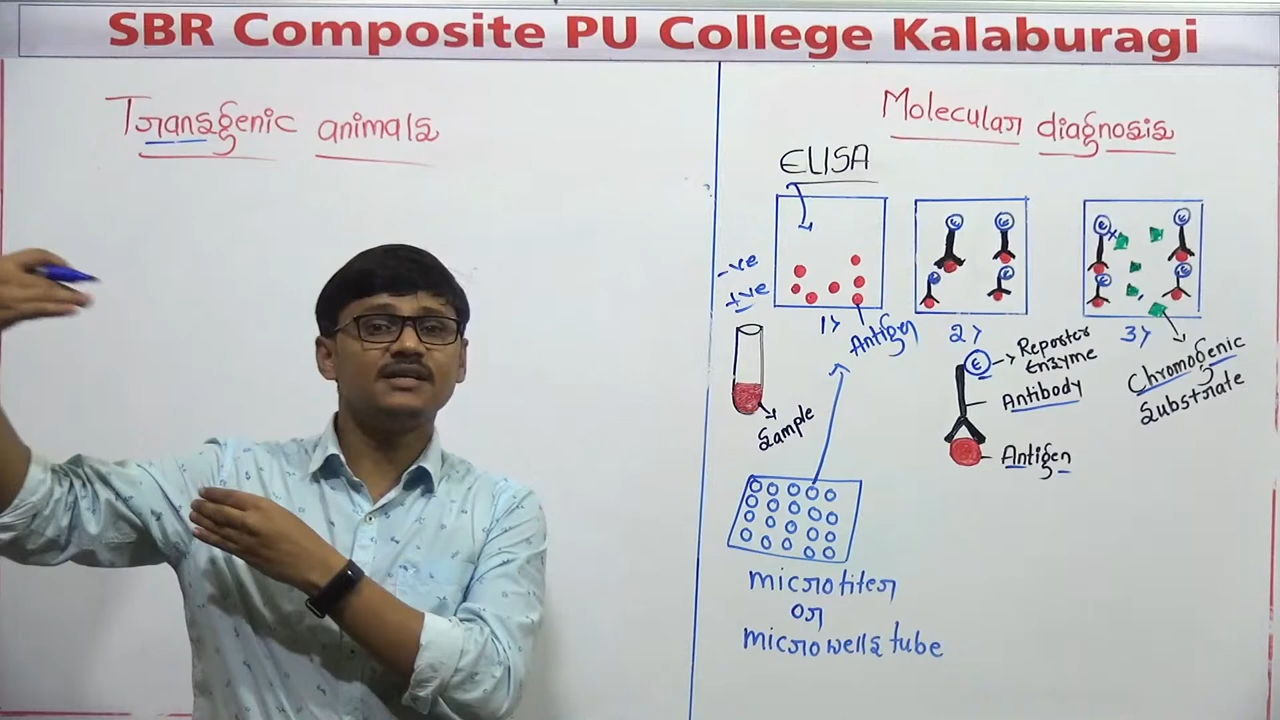 SBR Composite PU College Kalaburagi
Transgenic animals
Molecular diagnosis
ELISA
-ve
+ve
1>
Antigen
2>
3>
Sample
E
Reporter
Enzyme
Antibody
Antigen
Chromogenic
Substrate
microtiter
or
microwells tube